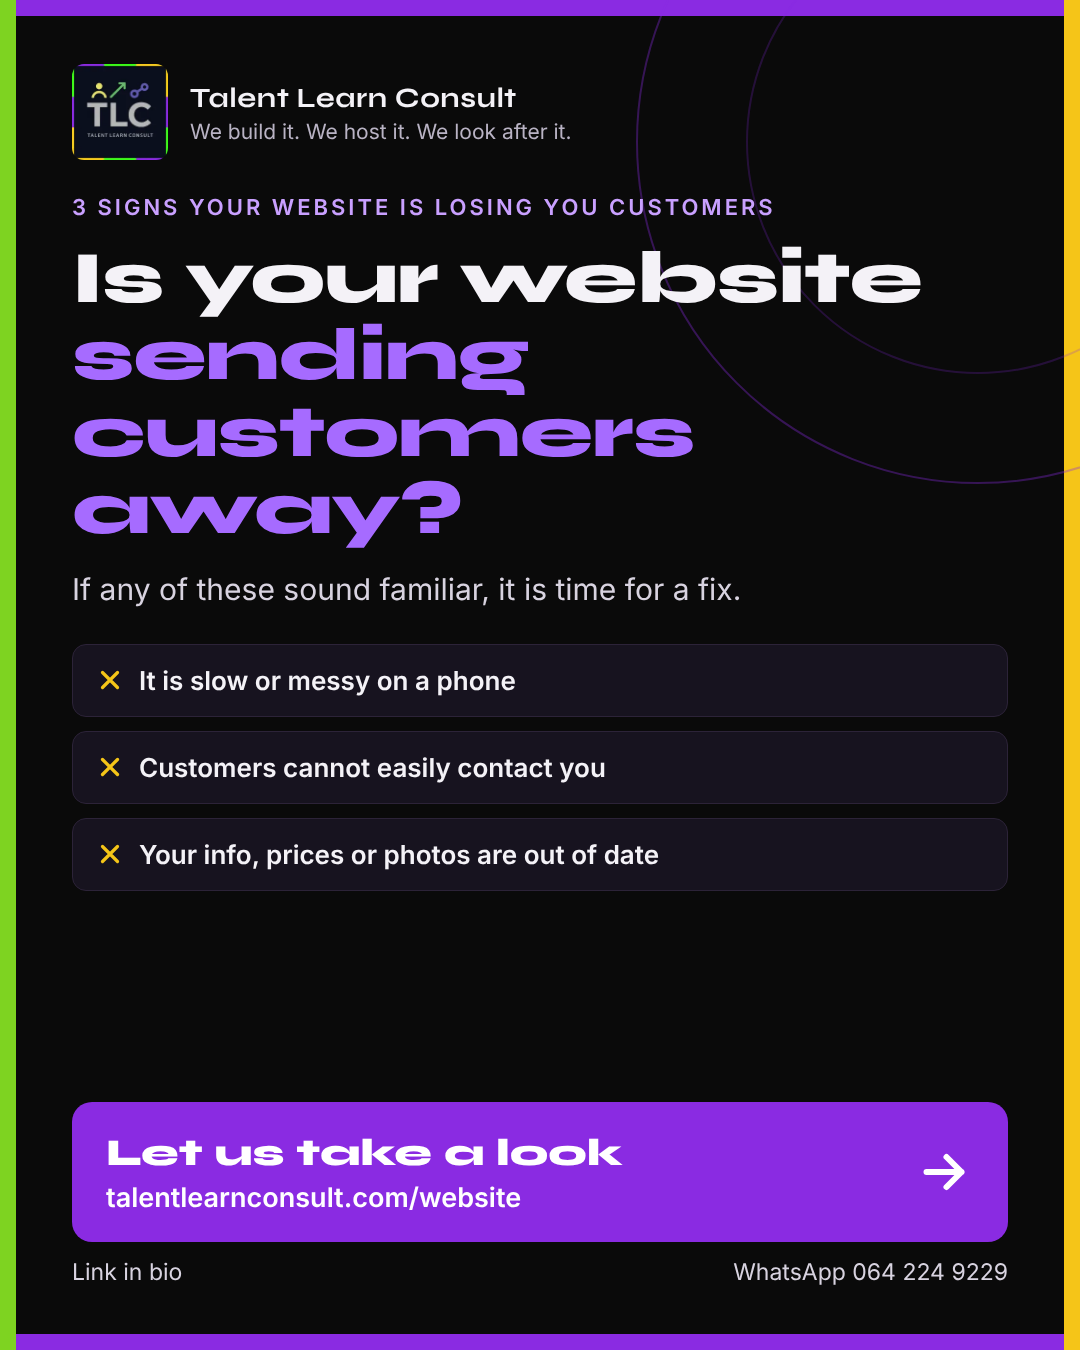 TLC
TALENT LEARN CONSULT
Talent Learn Consult
We build it. We host it. We look after it.
3 SIGNS YOUR WEBSITE IS LOSING YOU CUSTOMERS
Is your website
sending
customers
away?
If any of these sound familiar, it is time for a fix.
It is slow or messy on a phone
Customers cannot easily contact you
Your info, prices or photos are out of date
Let us take a look
talentlearnconsult.com/website
Link in bio
WhatsApp 064 224 9229